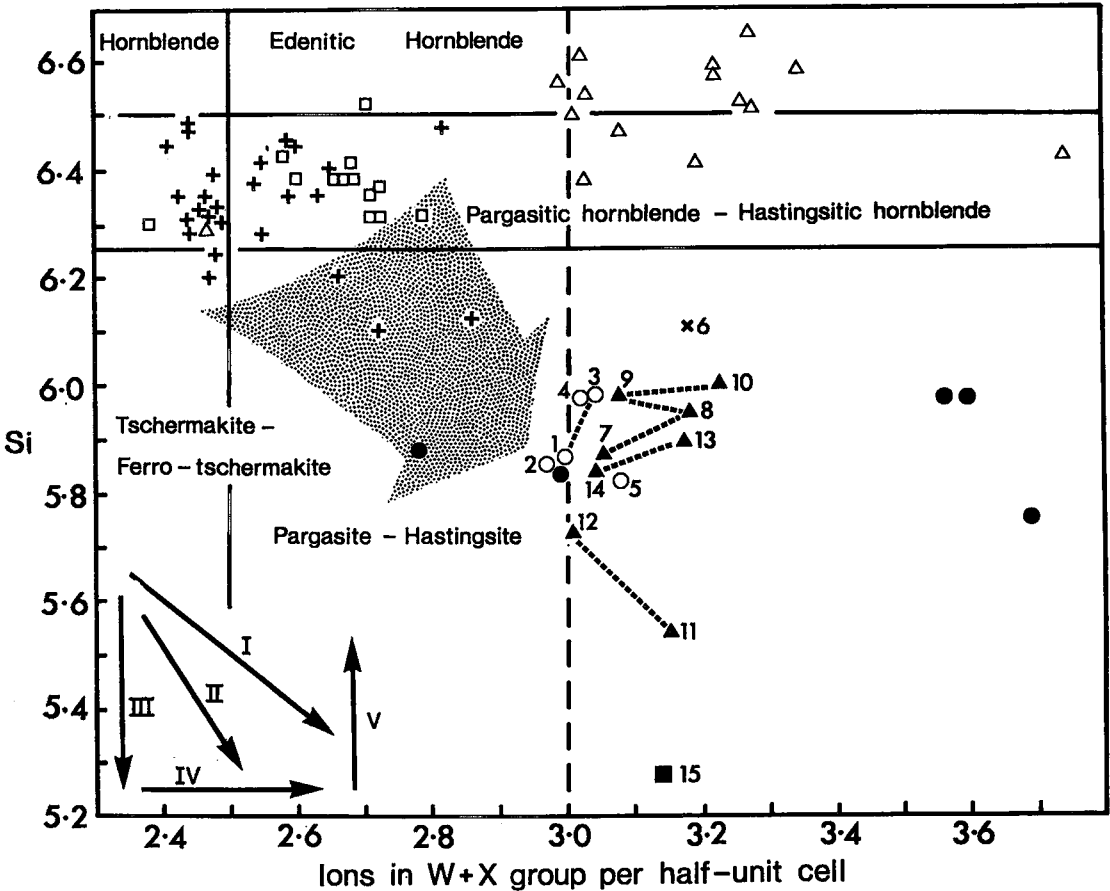 Hornblende
Edenitic Hornblende
6·6
6·4
Pargasitic hornblende – Hastingsitic hornblende
6·2
6
6·0
4
3
9
10
8
Si
Tschermakite –
Ferro – tschermakite
1
7
13
2
14
5
5·8
12
Pargasite – Hastingsite
5·6
11
I
II
III
V
5·4
IV
15
5·2
2·4
2·6
2·8
3·0
3·2
3·4
3·6
Ions in W+X group per half–unit cell